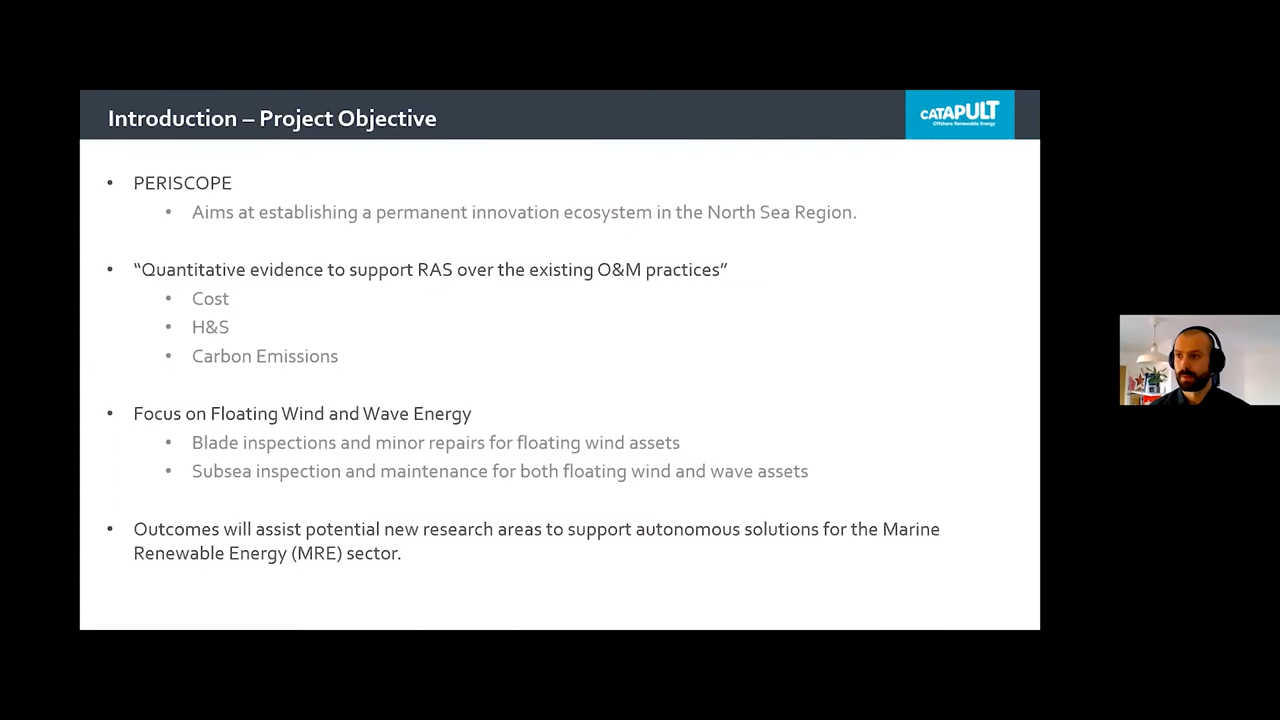 Introduction – Project Objective
CATAPULT
Offshore Renewable Energy
• PERISCOPE
• Aims at establishing a permanent innovation ecosystem in the North Sea Region.
• “Quantitative evidence to support RAS over the existing O&M practices”
• Cost
• H&S
• Carbon Emissions
• Focus on Floating Wind and Wave Energy
• Blade inspections and minor repairs for floating wind assets
• Subsea inspection and maintenance for both floating wind and wave assets
• Outcomes will assist potential new research areas to support autonomous solutions for the Marine
Renewable Energy (MRE) sector.